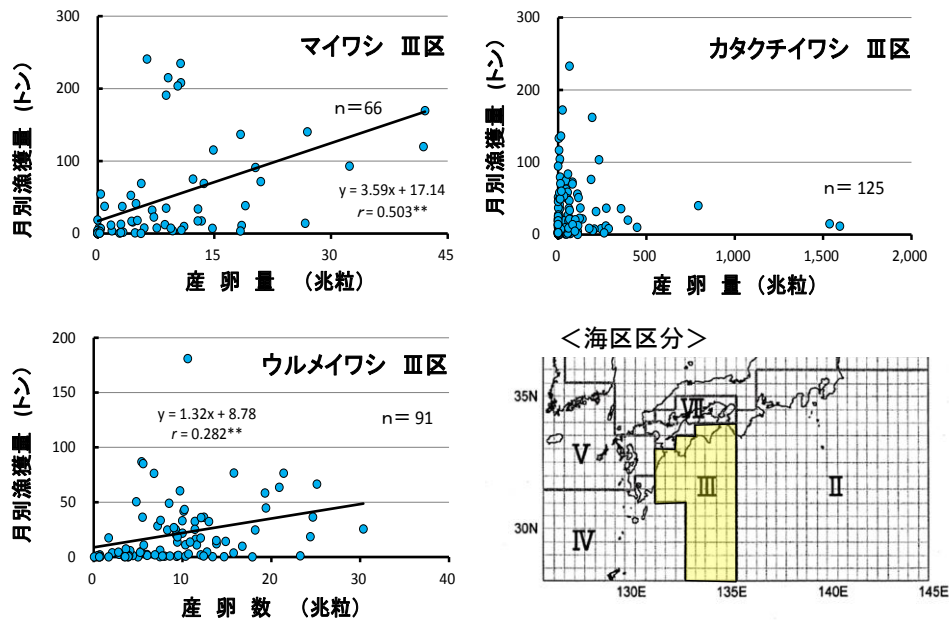 マイワシ Ⅲ区
月別漁獲量 (トン)
300
200
100
0
n＝66
y = 3.59x + 17.14
r = 0.503**
0
15
30
45
産 卵 量 （兆粒）
カタクチイワシ Ⅲ区
月別漁獲量 (トン)
300
200
100
0
n＝ 125
0
500
1,000
1,500
2,000
産 卵 量 （兆粒）
ウルメイワシ Ⅲ区
月別漁獲量 (トン)
200
150
100
50
0
y = 1.32x + 8.78
r = 0.282**
n＝ 91
0
10
20
30
40
産 卵 数 （兆粒）
＜海区区分＞
35N
30N
Ⅶ
Ⅴ
Ⅲ
Ⅱ
Ⅳ
130E
135E
140E
145E